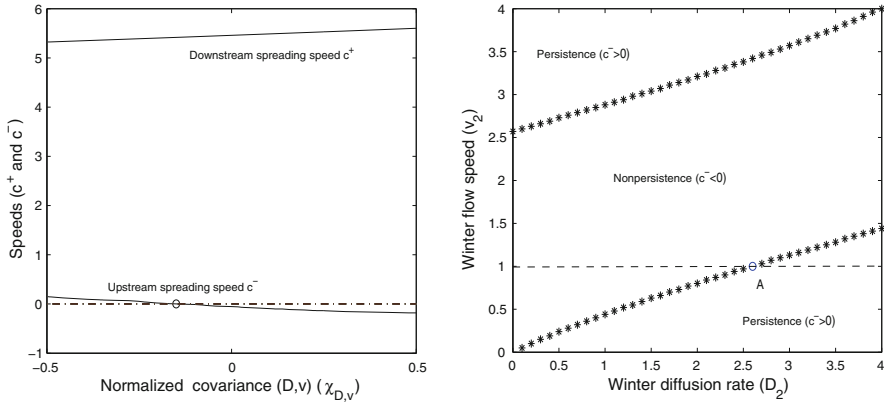 6
5
4
3
2
1
0
−1
−0.5
0
0.5
Speeds (c⁺ and c⁻)
Downstream spreading speed c⁺
Upstream spreading speed c⁻
Normalized covariance (D,v) (χ_{D,v})
4
3.5
3
2.5
2
1.5
1
0.5
0
0
0.5
1
1.5
2
2.5
3
3.5
4
Winter flow speed (v₂)
Persistence (c⁻>0)
Nonpersistence (c⁻<0)
A
Persistence (c⁻>0)
Winter diffusion rate (D₂)